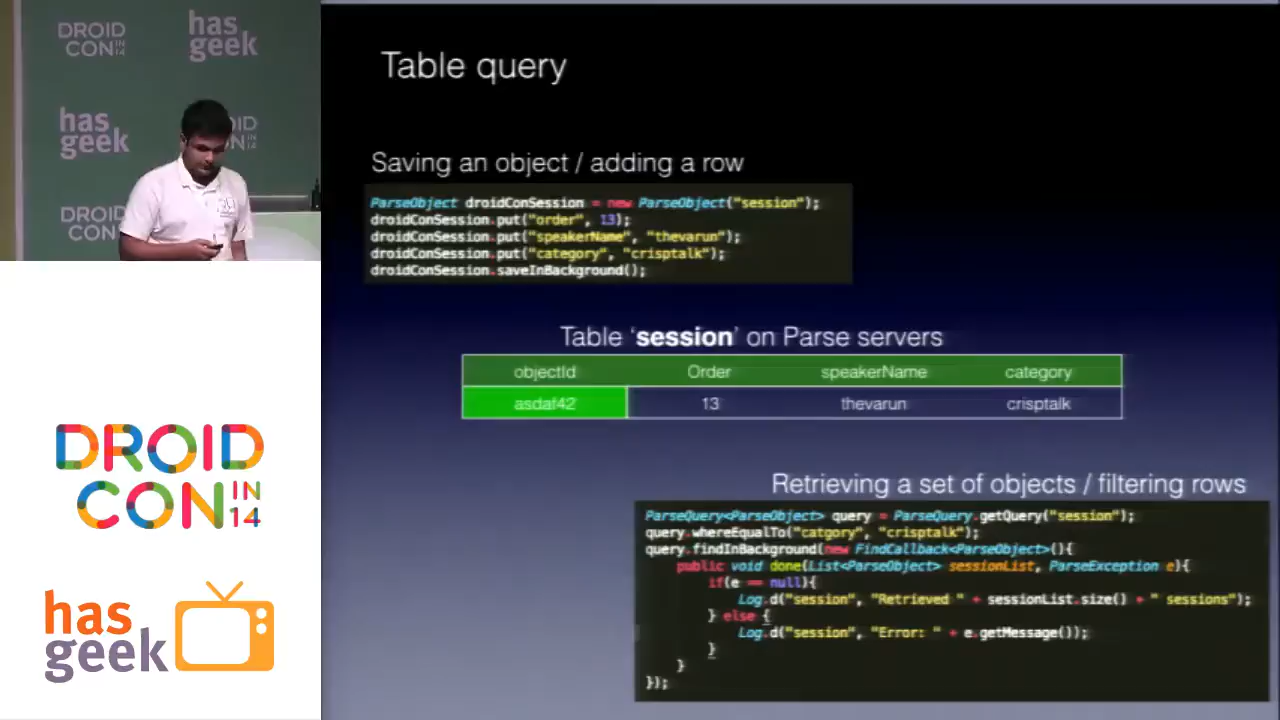 DROID
CON IN 14
has
geek
has
geek
OID
ON IN 14
DROID
CON
DROID
CON IN 14
has
geek
Table query
Saving an object / adding a row
ParseObject droidConSession = new ParseObject("session");
droidConSession.put("order", 13);
droidConSession.put("speakerName", "thevarun");
droidConSession.put("category", "crisptalk");
droidConSession.saveInBackground();
Table 'session' on Parse servers
objectId Order speakerName category
asdaf42 13 thevarun crisptalk
Retrieving a set of objects / filtering rows
ParseQuery<ParseObject> query = ParseQuery.getQuery("session");
query.whereEqualTo("catgory", "crisptalk");
query.findInBackground(new FindCallback<ParseObject>(){
public void done(List<ParseObject> sessionList, ParseException e){
if(e == null){
Log.d("session", "Retrieved " + sessionList.size() + " sessions");
} else {
Log.d("session", "Error: " + e.getMessage());
}
}
});